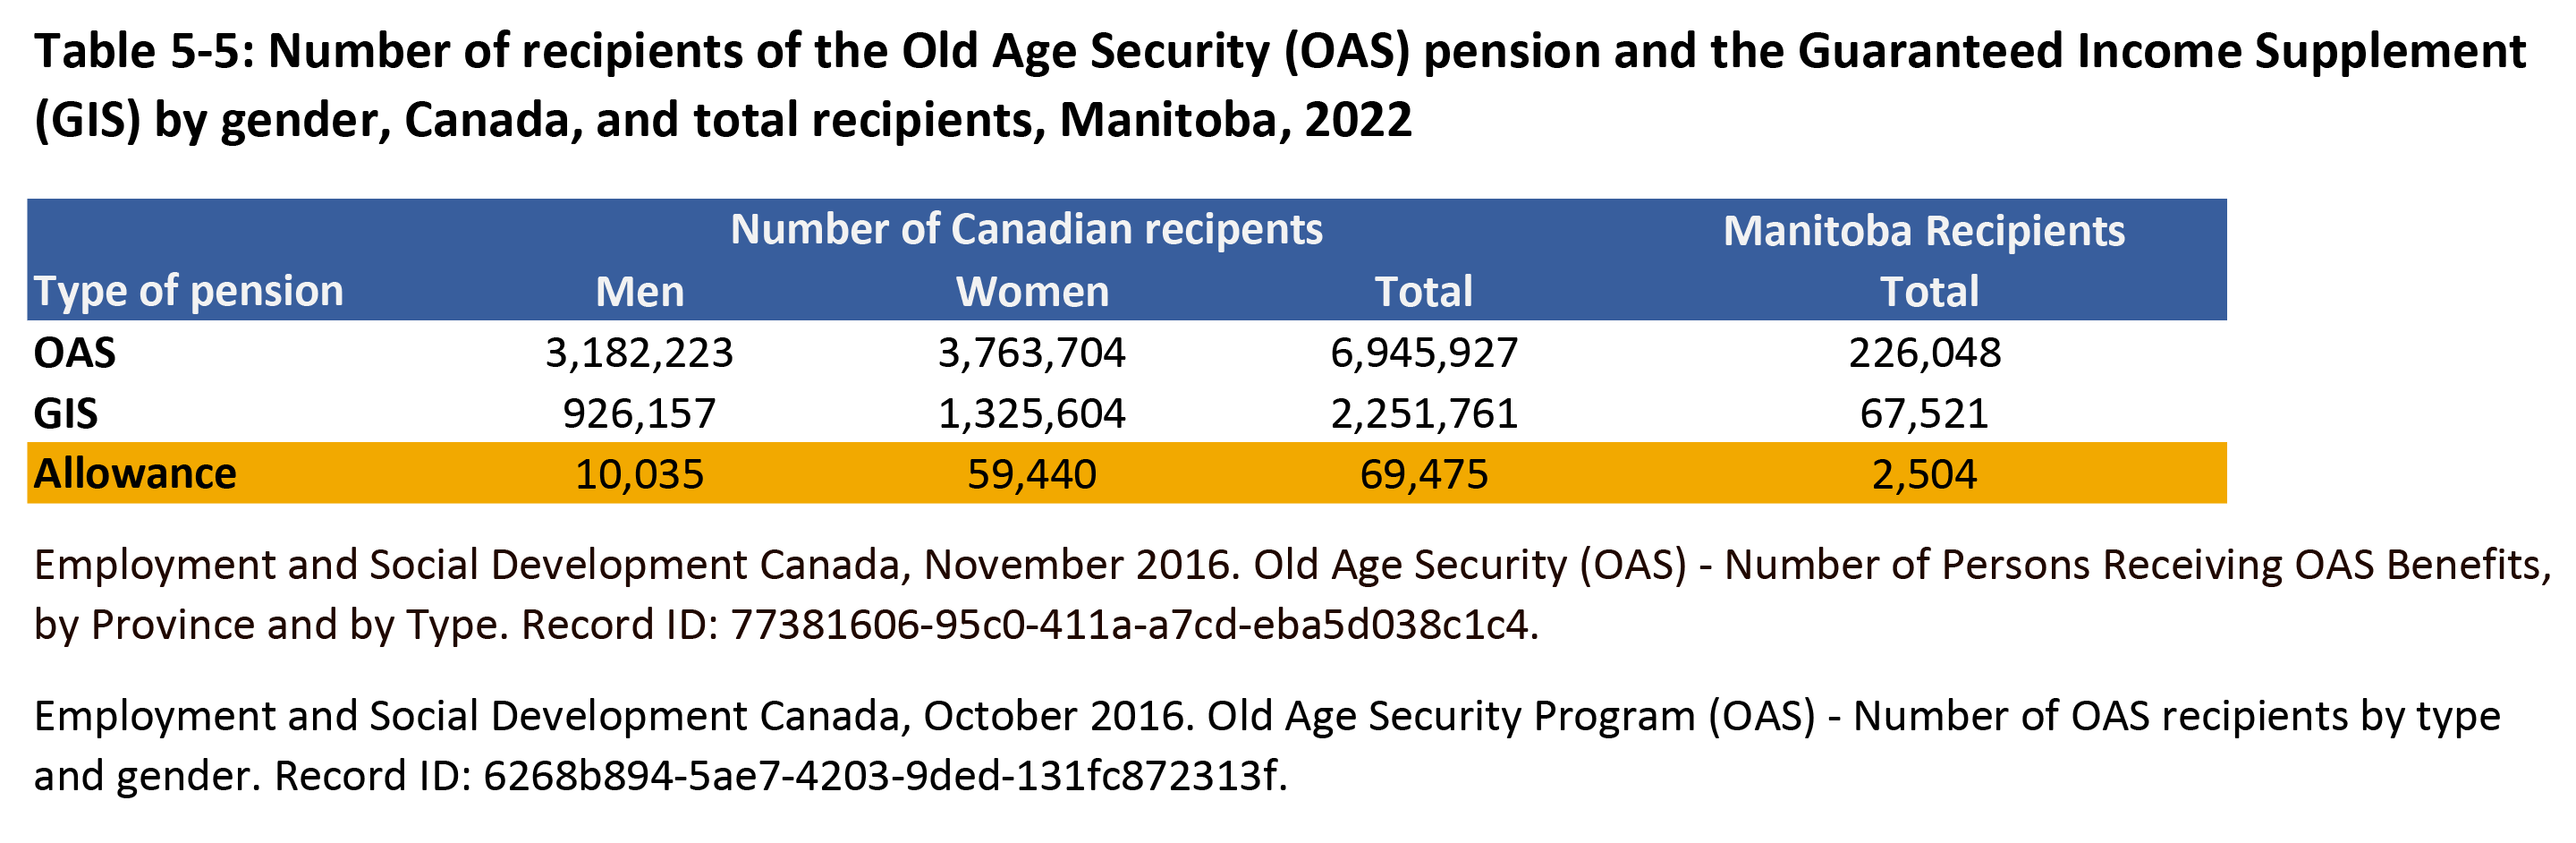 Table 5-5: Number of recipients of the Old Age Security (OAS) pension and the Guaranteed Income Supplement
(GIS) by gender, Canada, and total recipients, Manitoba, 2022
Number of Canadian recipents Manitoba Recipients
Type of pension Men Women Total Total
OAS 3,182,223 3,763,704 6,945,927 226,048
GIS 926,157 1,325,604 2,251,761 67,521
Allowance 10,035 59,440 69,475 2,504
Employment and Social Development Canada, November 2016. Old Age Security (OAS) - Number of Persons Receiving OAS Benefits,
by Province and by Type. Record ID: 77381606-95c0-411a-a7cd-eba5d038c1c4.
Employment and Social Development Canada, October 2016. Old Age Security Program (OAS) - Number of OAS recipients by type
and gender. Record ID: 6268b894-5ae7-4203-9ded-131fc872313f.